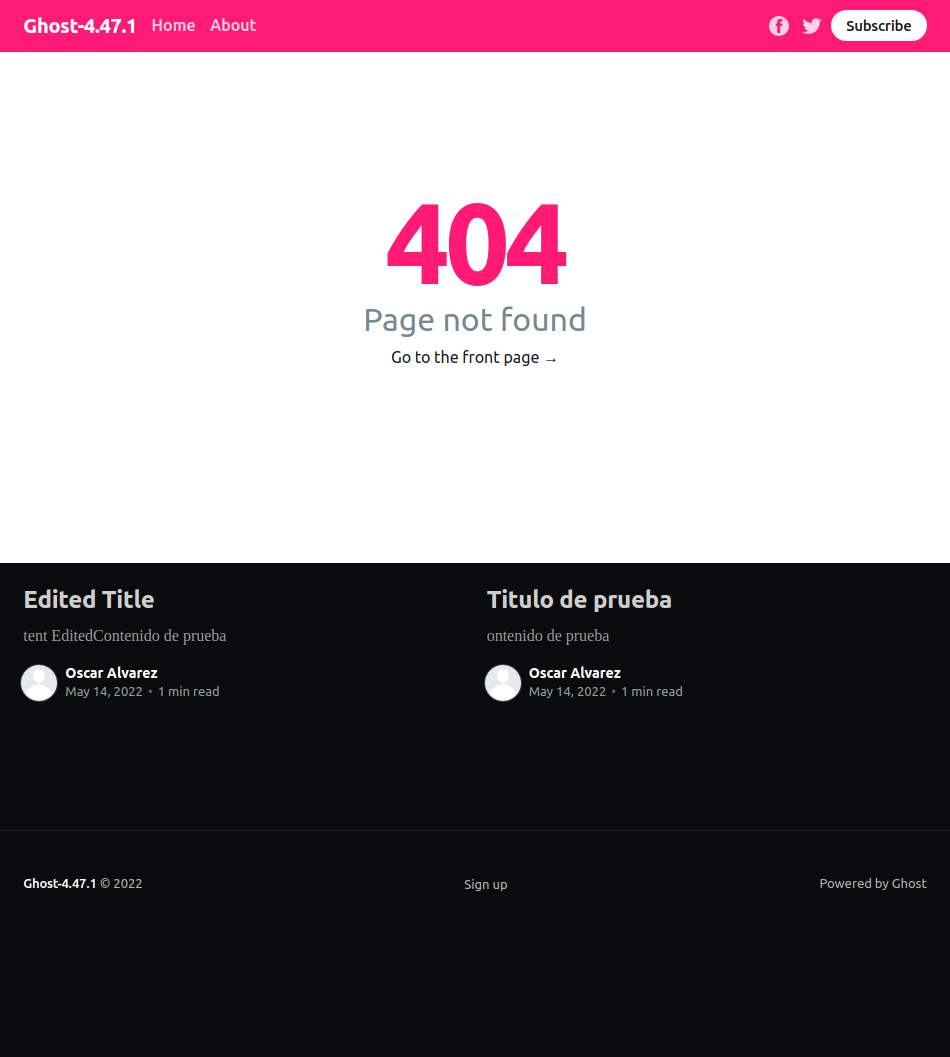 Ghost-4.47.1 Home About Subscribe
404
Page not found
Go to the front page →
Edited Title
tent EditedContenido de prueba
Oscar Alvarez
May 14, 2022 • 1 min read
Titulo de prueba
ontenido de prueba
Oscar Alvarez
May 14, 2022 • 1 min read
Ghost-4.47.1 © 2022
Sign up
Powered by Ghost